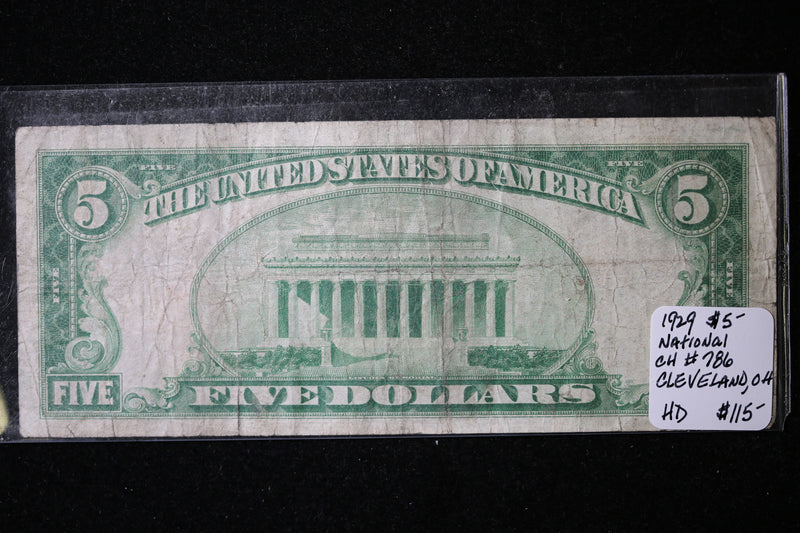 FIVE FIVE
5 THE UNITED STATES OF AMERICA 5
FIVE FIVE
FIVE FIVE DOLLARS
1929 $5-
National
CH # 786
CLEVELAND, OH
HD $115-